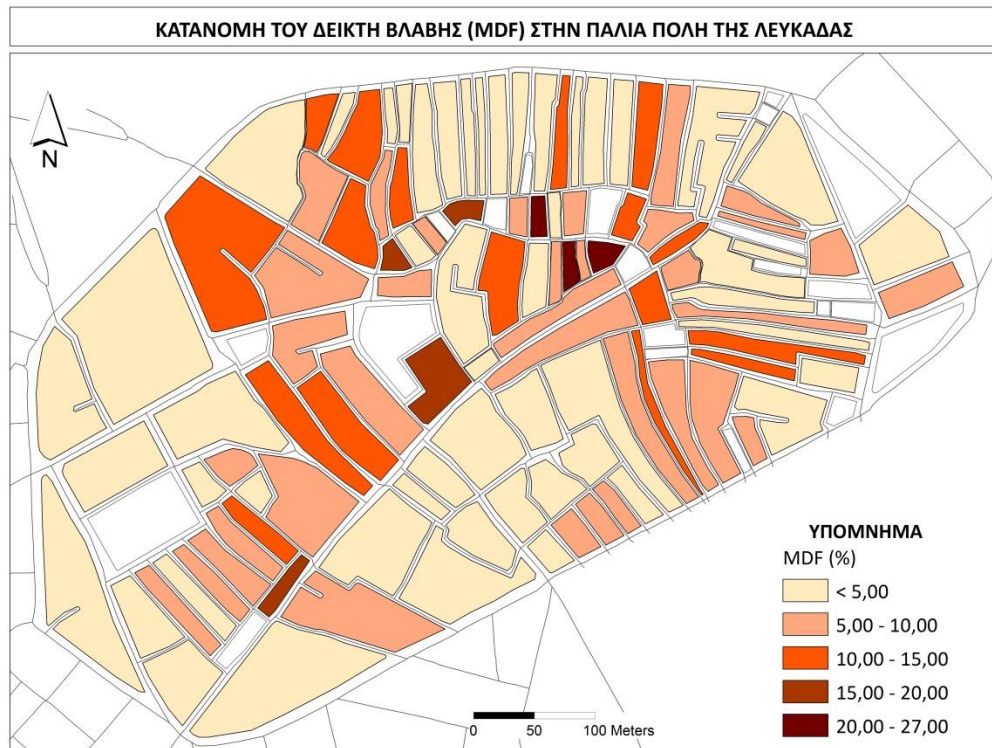 ΚΑΤΑΝΟΜΗ ΤΟΥ ΔΕΙΚΤΗ ΒΛΑΒΗΣ (MDF) ΣΤΗΝ ΠΑΛΙΑ ΠΟΛΗ ΤΗΣ ΛΕΥΚΑΔΑΣ
N
ΥΠΟΜΝΗΜΑ
MDF (%)
< 5,00
5,00 - 10,00
10,00 - 15,00
15,00 - 20,00
20,00 - 27,00
0 50 100 Meters